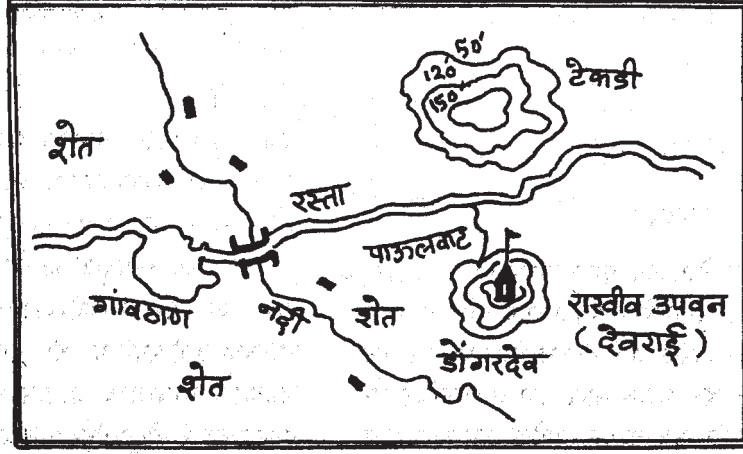 50'
120'
150'
टेकडी
शेत
रस्ता
पाऊलवाट
गांवठाण
नदी
शेत
राखीव उपवन
(देवराई)
डोंगरदेव
शेत